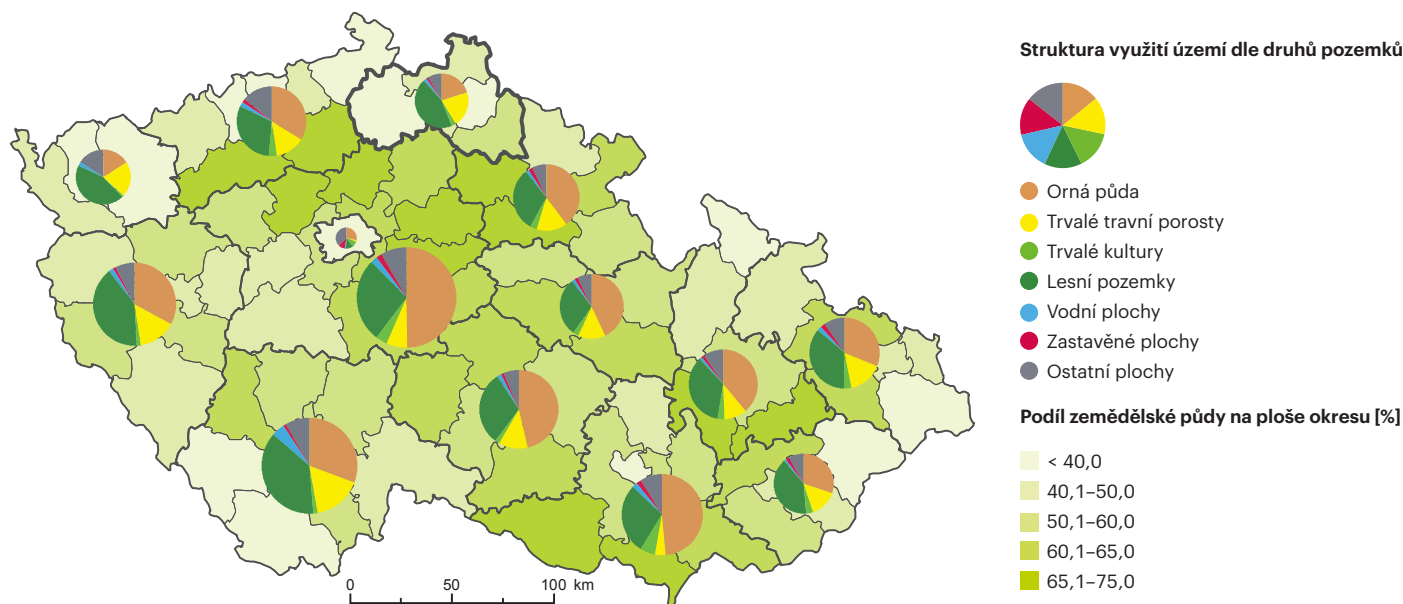 Struktura využití území dle druhů pozemků
Orná půda
Trvalé travní porosty
Trvalé kultury
Lesní pozemky
Vodní plochy
Zastavěné plochy
Ostatní plochy
Podíl zemědělské půdy na ploše okresu [%]
< 40,0
40,1–50,0
50,1–60,0
60,1–65,0
65,1–75,0
0 50 100 km